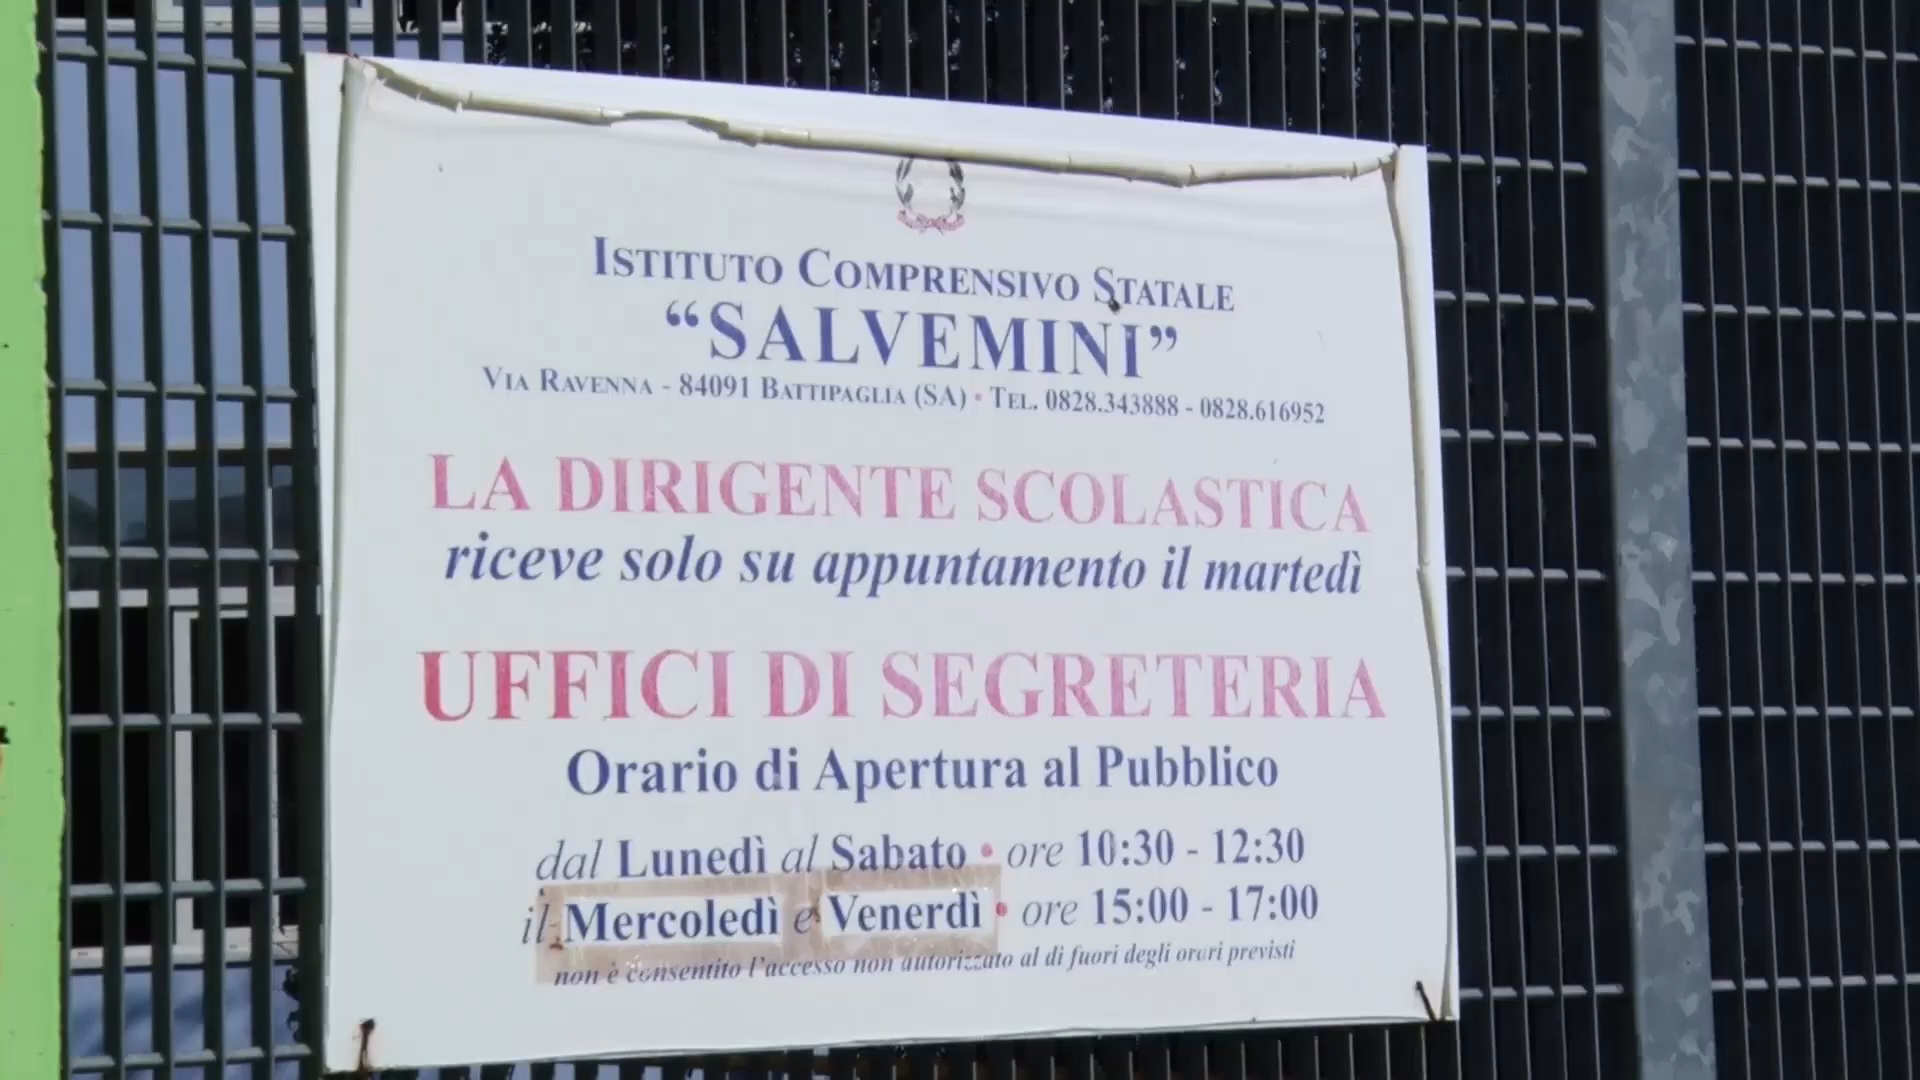 ISTITUTO COMPRENSIVO STATALE
“SALVEMINI”
VIA RAVENNA - 84091 BATTIPAGLIA (SA) • TEL. 0828.343888 - 0828.616952
LA DIRIGENTE SCOLASTICA
riceve solo su appuntamento il martedì
UFFICI DI SEGRETERIA
Orario di Apertura al Pubblico
dal Lunedì al Sabato • ore 10:30 - 12:30
il Mercoledì e Venerdì • ore 15:00 - 17:00
non è consentito l’accesso non autorizzato al di fuori degli orari previsti